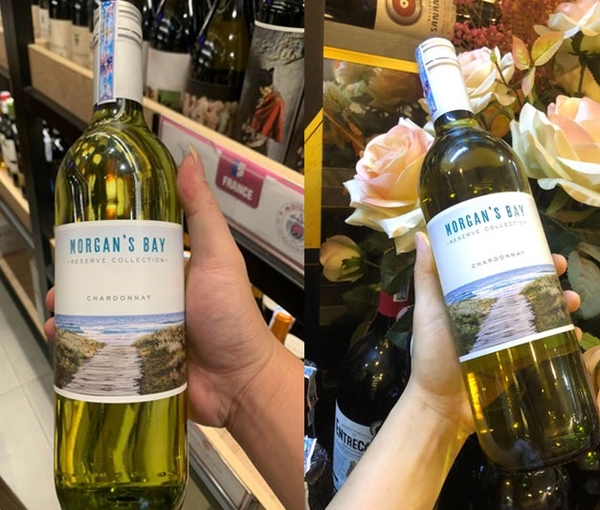 FRANCE
MORGAN'S BAY
-RESERVE COLLECTION-
CHARDONNAY
MORGAN'S BAY
-RESERVE COLLECTION-
CHARDONNAY